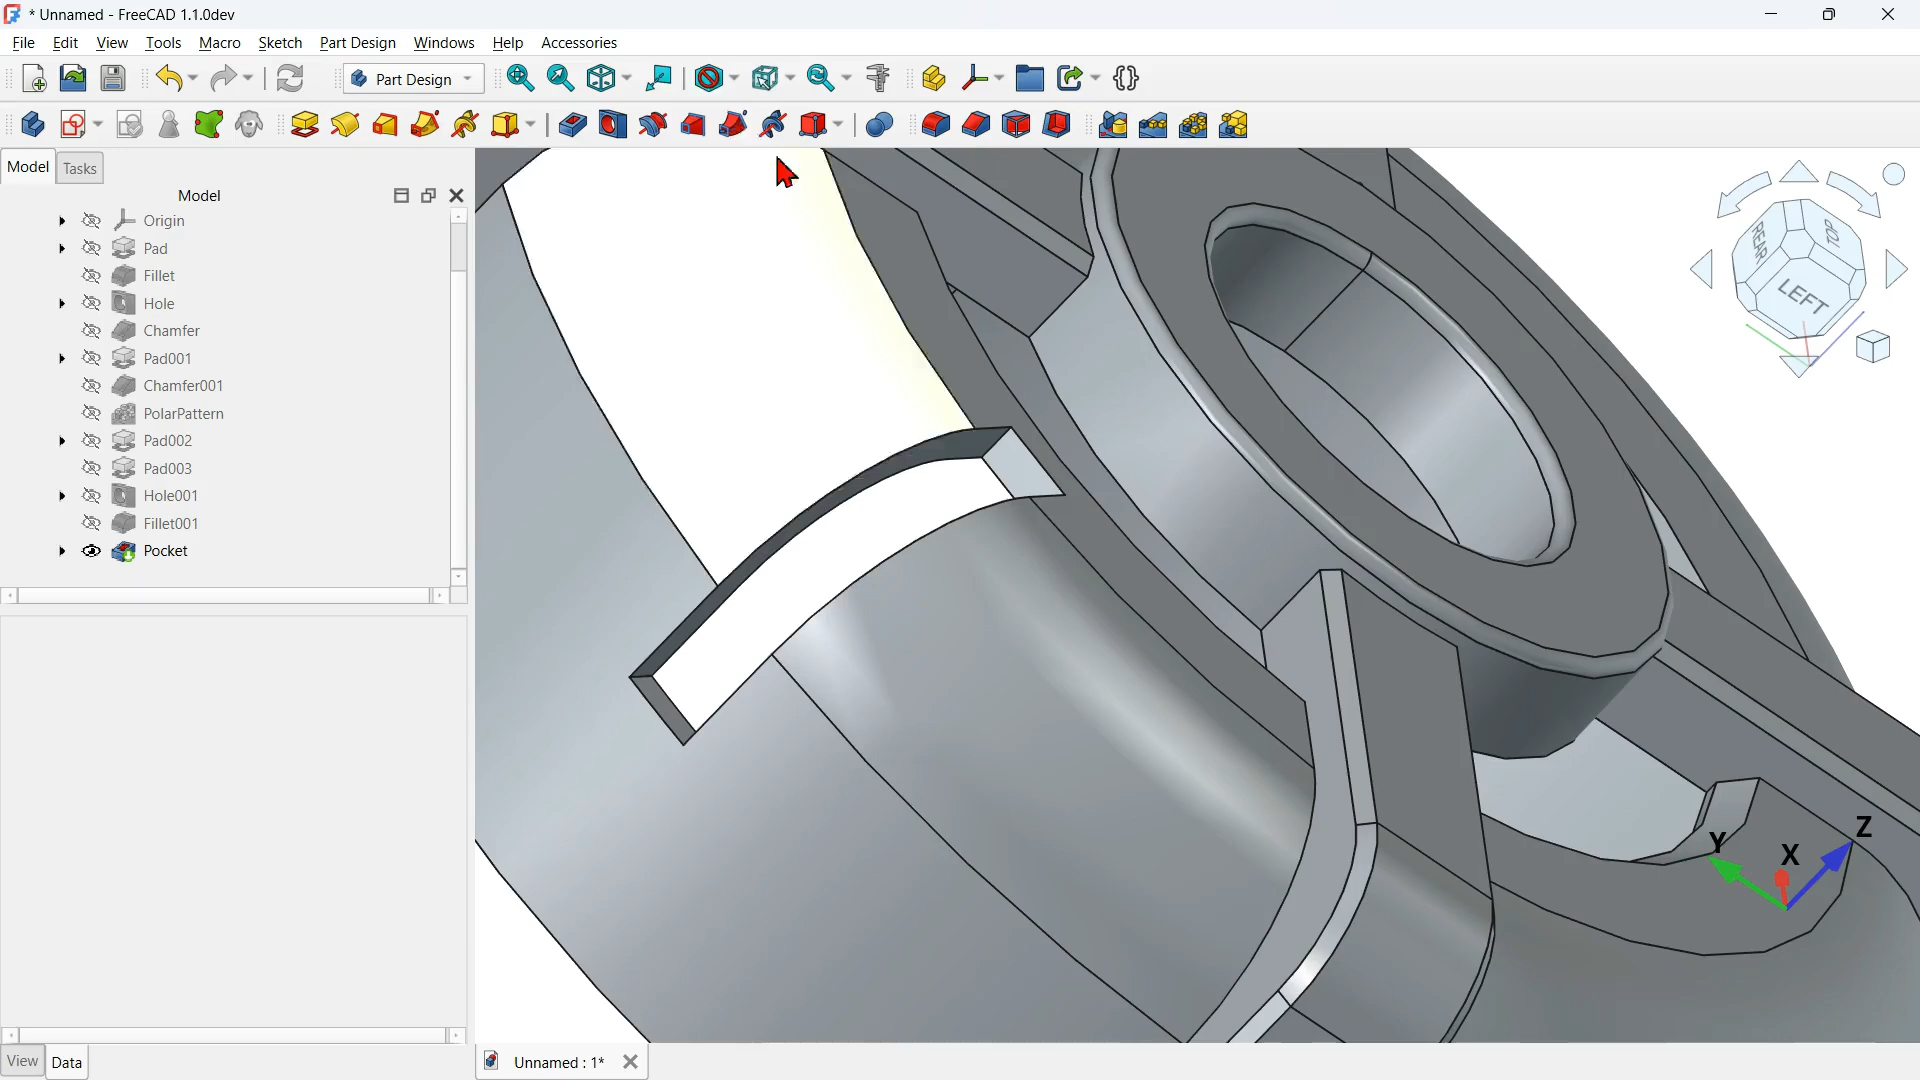 * Unnamed - FreeCAD 1.1.0dev
File Edit View Tools Macro Sketch Part Design Windows Help Accessories
Part Design
Model Tasks
Model
Origin
Pad
Fillet
Hole
Chamfer
Pad001
Chamfer001
PolarPattern
Pad002
Pad003
Hole001
Fillet001
Pocket
REAR
TOP
LEFT
Y
X
Z
View Data
Unnamed : 1*